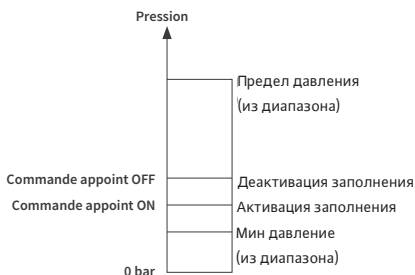 Pression
Предел давления
(из диапазона)
Commande appoint OFF
Деактивация заполнения
Commande appoint ON
Активация заполнения
Мин давление
(из диапазона)
0 bar